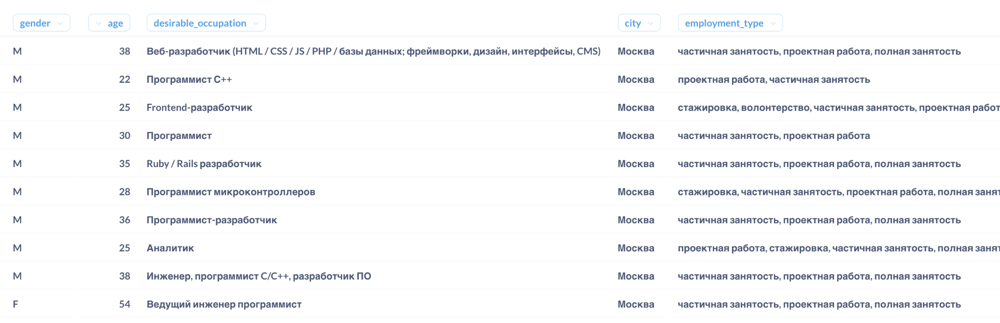 gender age desirable_occupation city employment_type
M 38 Веб-разработчик (HTML / CSS / JS / PHP / базы данных; фреймворки, дизайн, интерфейсы, CMS) Москва частичная занятость, проектная работа, полная занятость
M 22 Программист C++ Москва проектная работа, частичная занятость
M 25 Frontend-разработчик Москва стажировка, волонтерство, частичная занятость, проектная работ
M 30 Программист Москва частичная занятость, проектная работа
M 35 Ruby / Rails разработчик Москва частичная занятость, проектная работа, полная занятость
M 28 Программист микроконтроллеров Москва стажировка, частичная занятость, проектная работа, полная занят
M 36 Программист-разработчик Москва частичная занятость, проектная работа, полная занятость
M 25 Аналитик Москва проектная работа, стажировка, частичная занятость, полная занят
M 38 Инженер, программист C/C++, разработчик ПО Москва частичная занятость, проектная работа, полная занятость
F 54 Ведущий инженер программист Москва частичная занятость, проектная работа, полная занятость